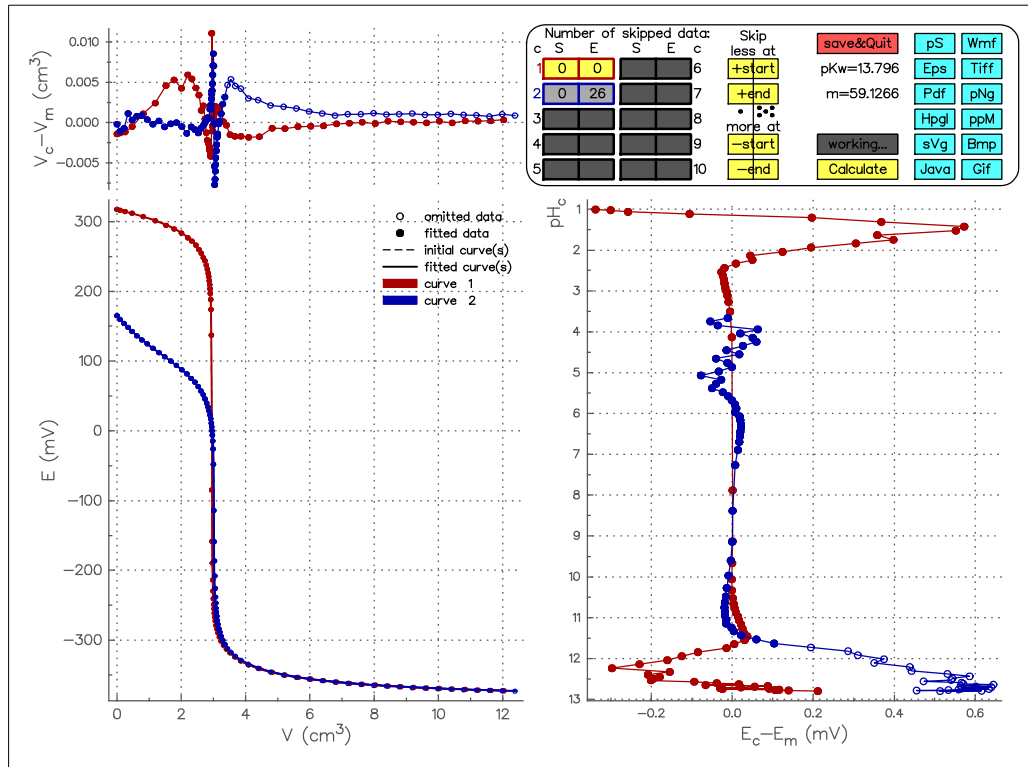 0.010
0.005
0.000
−0.005
V_c−V_m (cm³)
Number of skipped data:
c S E S E c
1 0 0 6
2 0 26 7
3 8
4 9
5 10
Skip
less at
+start
+end
more at
−start
−end
save&Quit
pKw=13.796
m=59.1266
working...
Calculate
pS Wmf
Eps Tiff
Pdf pNg
Hpgl ppM
sVg Bmp
Java Gif
300
200
100
0
−100
−200
−300
E (mV)
omitted data
fitted data
initial curve(s)
fitted curve(s)
curve 1
curve 2
0 2 4 6 8 10 12
V (cm³)
pH_c
1
2
3
4
5
6
7
8
9
10
11
12
13
−0.2 0.0 0.2 0.4 0.6
E_c−E_m (mV)